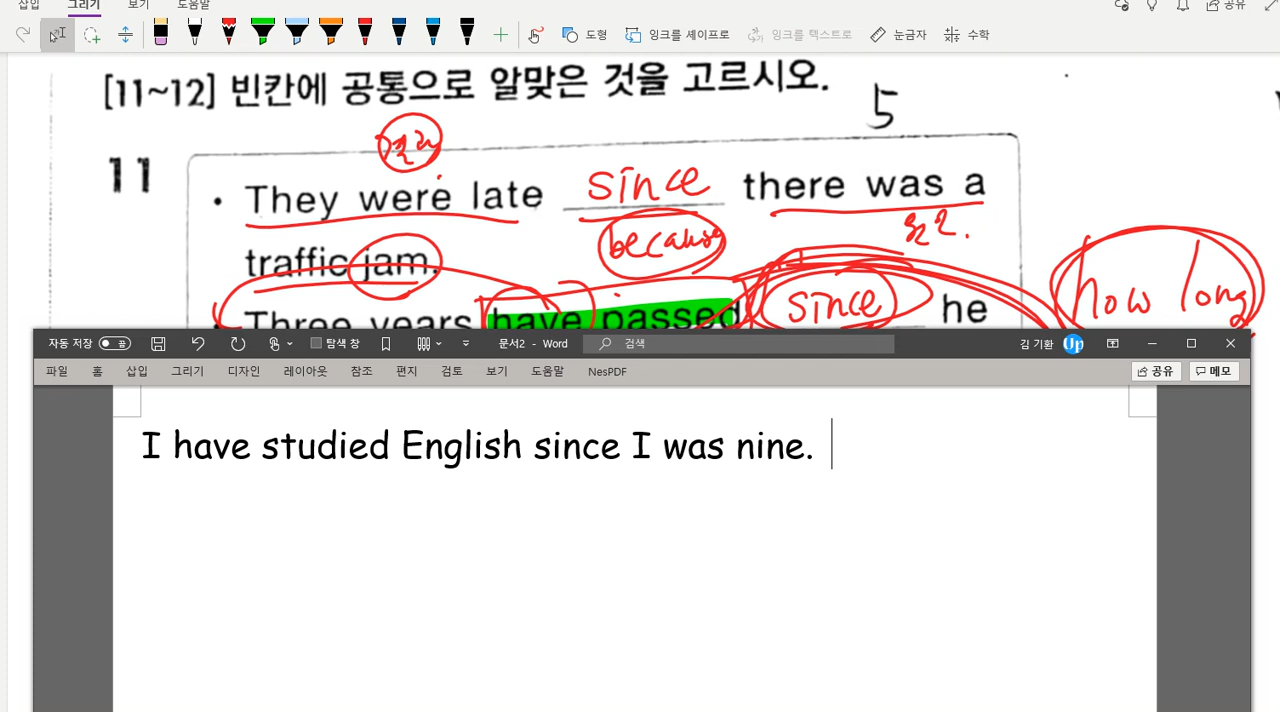 삽입 그리기 보기 도움말 공유
도형 잉크를 셰이프로 잉크를 텍스트로 눈금자 수학
[11~12] 빈칸에 공통으로 알맞은 것을 고르시오.
5
결과
11
• They were late since there was a
because
원인.
traffic jam.
how long
• Three years have passed since he
자동 저장 탐색 창 문서2 - Word 검색 김 기환 Up
파일 홈 삽입 그리기 디자인 레이아웃 참조 편지 검토 보기 도움말 NesPDF 공유 메모
I have studied English since I was nine.